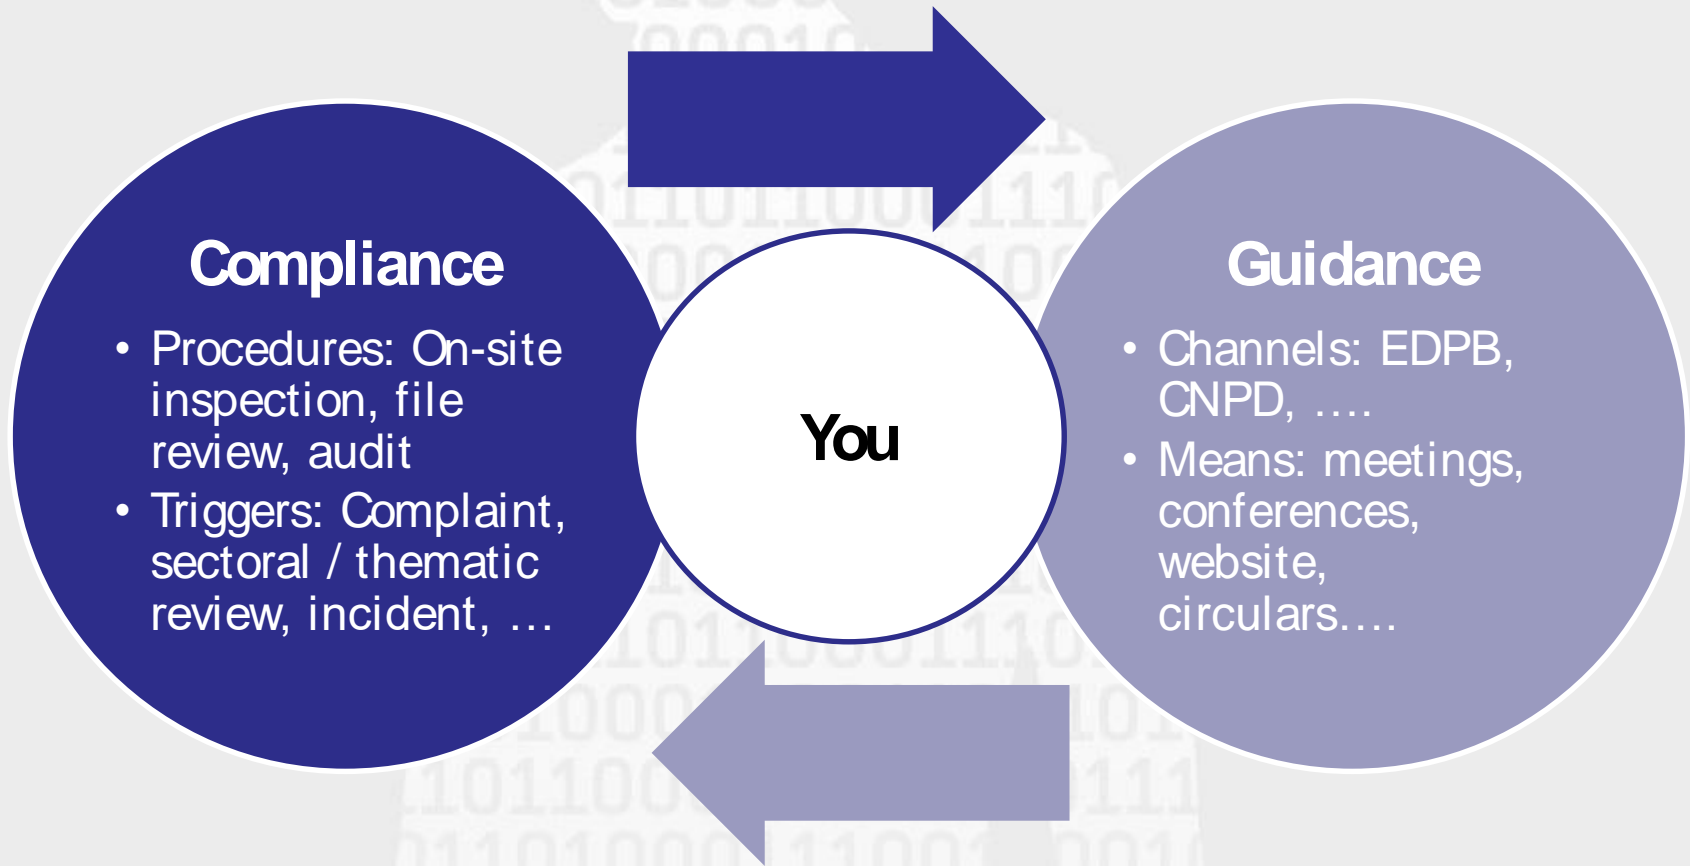 Compliance
• Procedures: On-site
inspection, file
review, audit
• Triggers: Complaint,
sectoral / thematic
review, incident, …
You
Guidance
• Channels: EDPB,
CNPD, ….
• Means: meetings,
conferences,
website,
circulars….